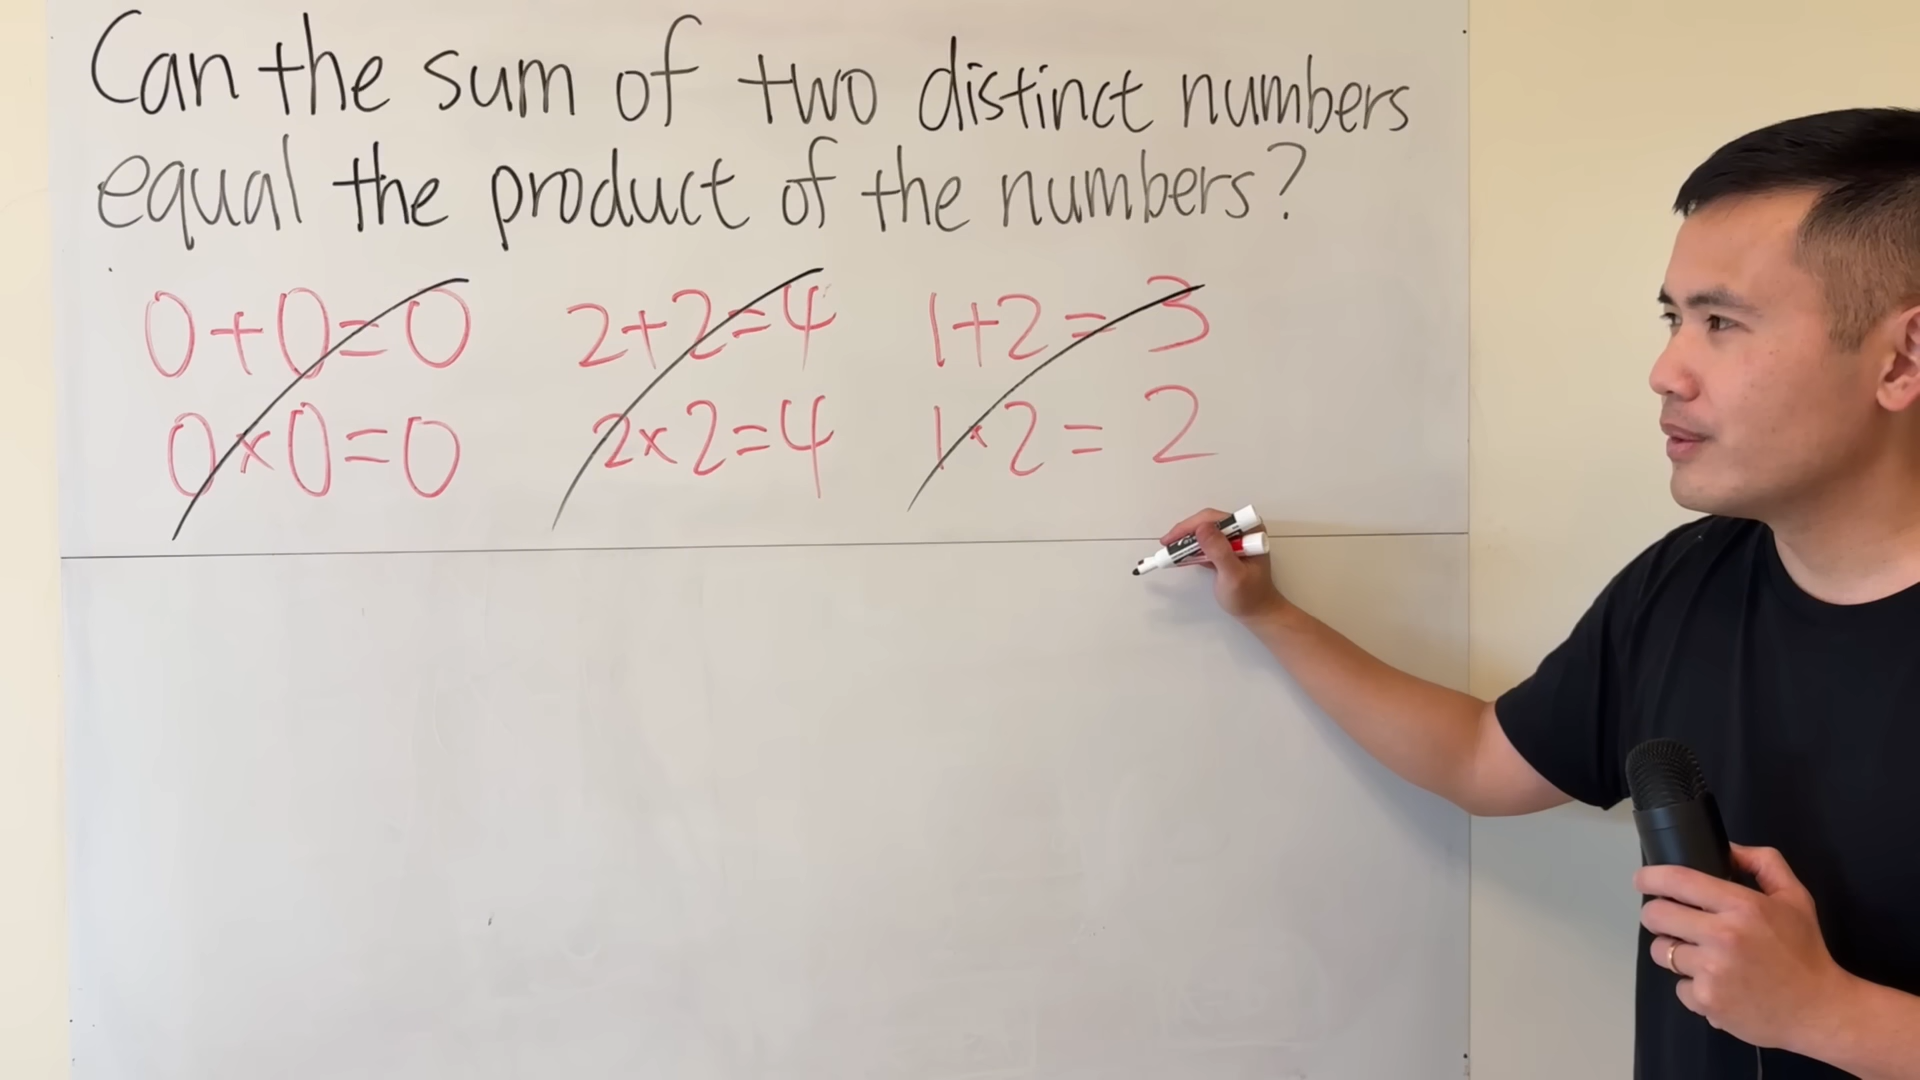 Can the sum of two distinct numbers
equal the product of the numbers?
0+0=0 2+2=4 1+2=3
0×0=0 2×2=4 1×2=2